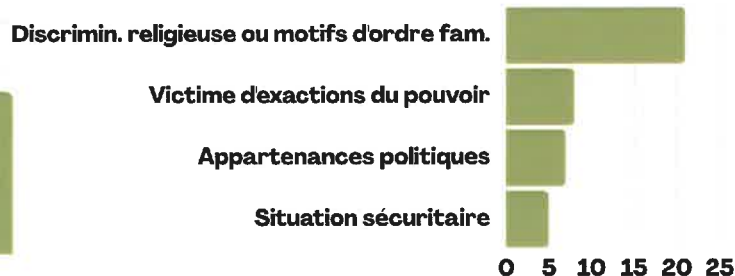 Discrimin. religieuse ou motifs d'ordre fam.
Victime d'exactions du pouvoir
Appartenances politiques
Situation sécuritaire
0 5 10 15 20 25